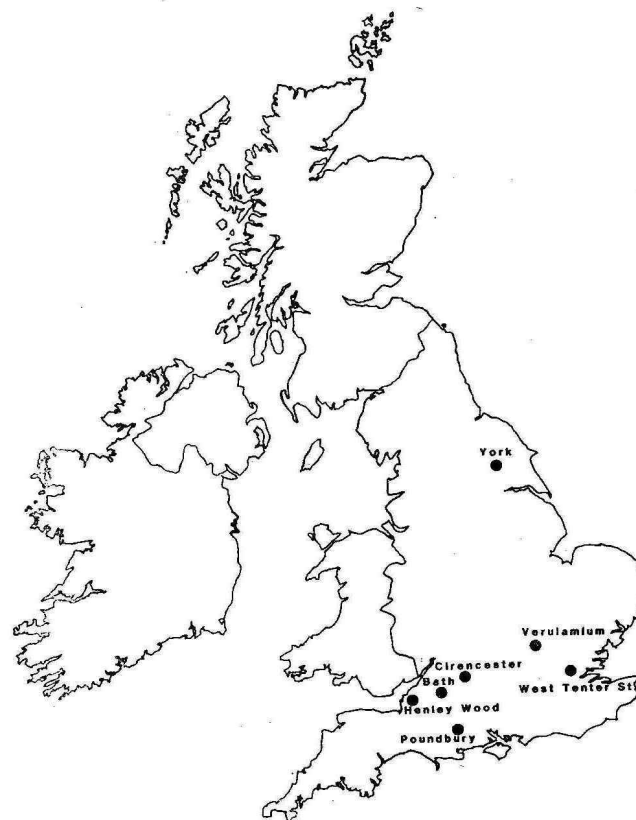 York
Verulamium
Cirencester
Bath
West Tenter St.
Henley Wood
Poundbury